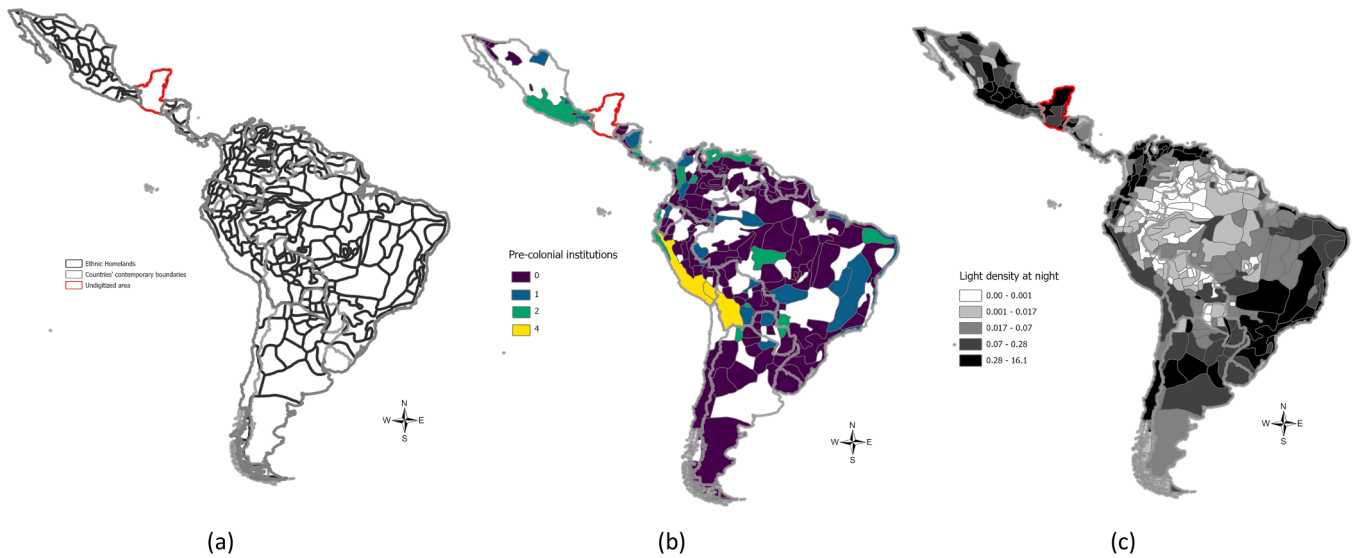 Ethnic Homelands
Countries' contemporary boundaries
Undigitized area
N
W E
S
(a)
Pre-colonial institutions
0
1
2
4
N
W E
S
(b)
Light density at night
0.00 - 0.001
0.001 - 0.017
0.017 - 0.07
0.07 - 0.28
0.28 - 16.1
N
W E
S
(c)